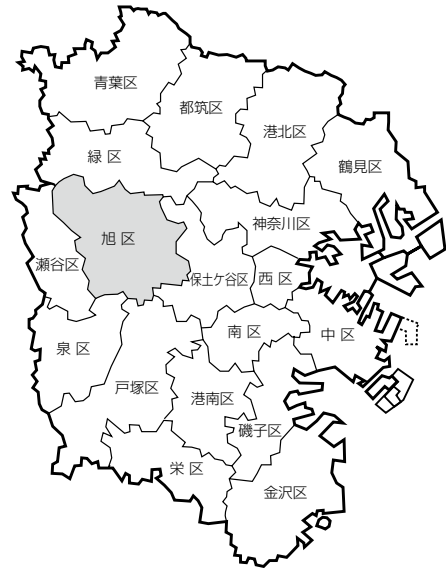 青葉区
都筑区
港北区
緑 区
鶴見区
神奈川区
旭 区
瀬谷区
保土ケ谷区
西 区
南 区
中 区
泉 区
戸塚区
港南区
磯子区
栄 区
金沢区